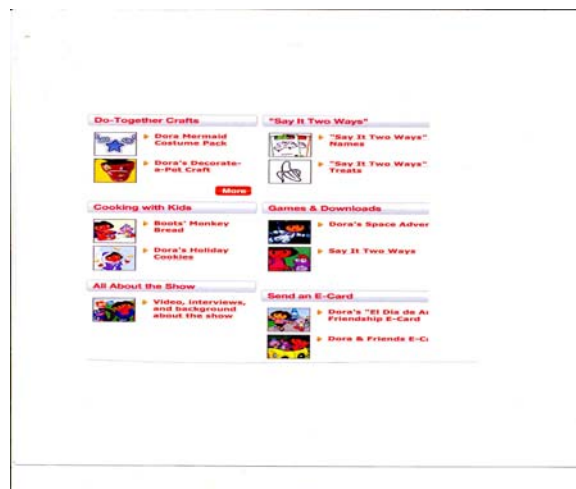 Do-Together Crafts
Dora Mermaid
Costume Pack
Dora's Decorate-
a-Pot Craft
More
Cooking with Kids
Boots' Monkey
Bread
Dora's Holiday
Cookies
All About the Show
Video, interviews,
and background
about the show
"Say It Two Ways"
"Say It Two Ways"
Names
"Say It Two Ways"
Treats
Games & Downloads
Dora's Space Adver
Say It Two Ways
Send an E-Card
Dora's "El Dia de A
Friendship E-Card
Dora & Friends E-C